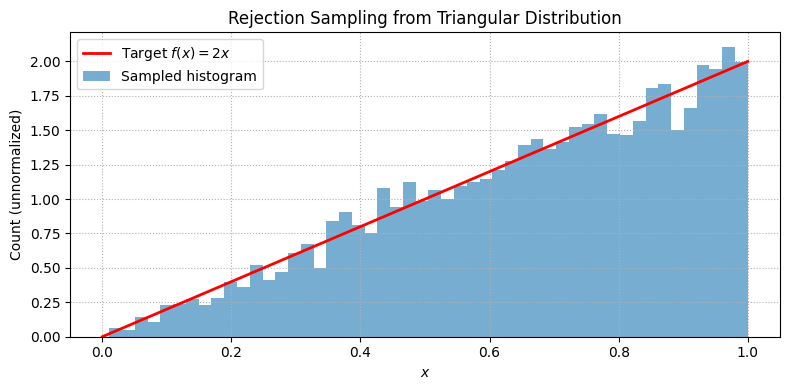 Rejection Sampling from Triangular Distribution
Target f(x) = 2x
Sampled histogram
Count (unnormalized)
2.00
1.75
1.50
1.25
1.00
0.75
0.50
0.25
0.00
0.0 0.2 0.4 0.6 0.8 1.0
x